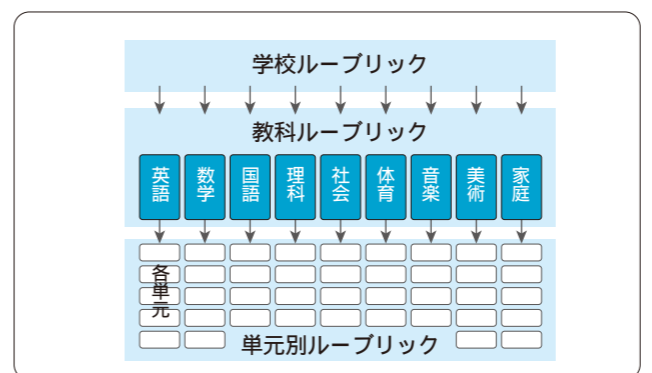 学校ルーブリック
教科ルーブリック
英語
数学
国語
理科
社会
体育
音楽
美術
家庭
各単元
単元別ルーブリック